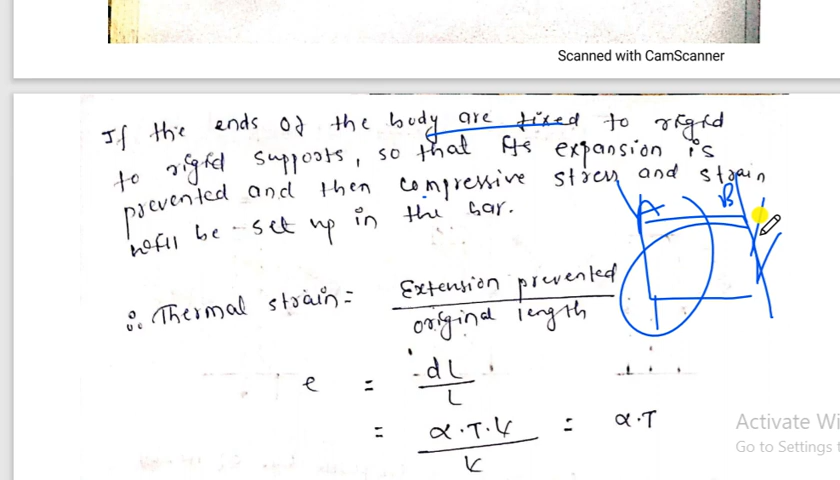 Scanned with CamScanner
If the ends of the body are fixed to rigid
to rigid supports, so that its expansion is
prevented and then compressive stress and strain
will be set up in the bar.
A B
∴ Thermal strain = Extension prevented
original length
e = dL
L
= α.T.L = α.T
L
Activate Wi
Go to Settings t